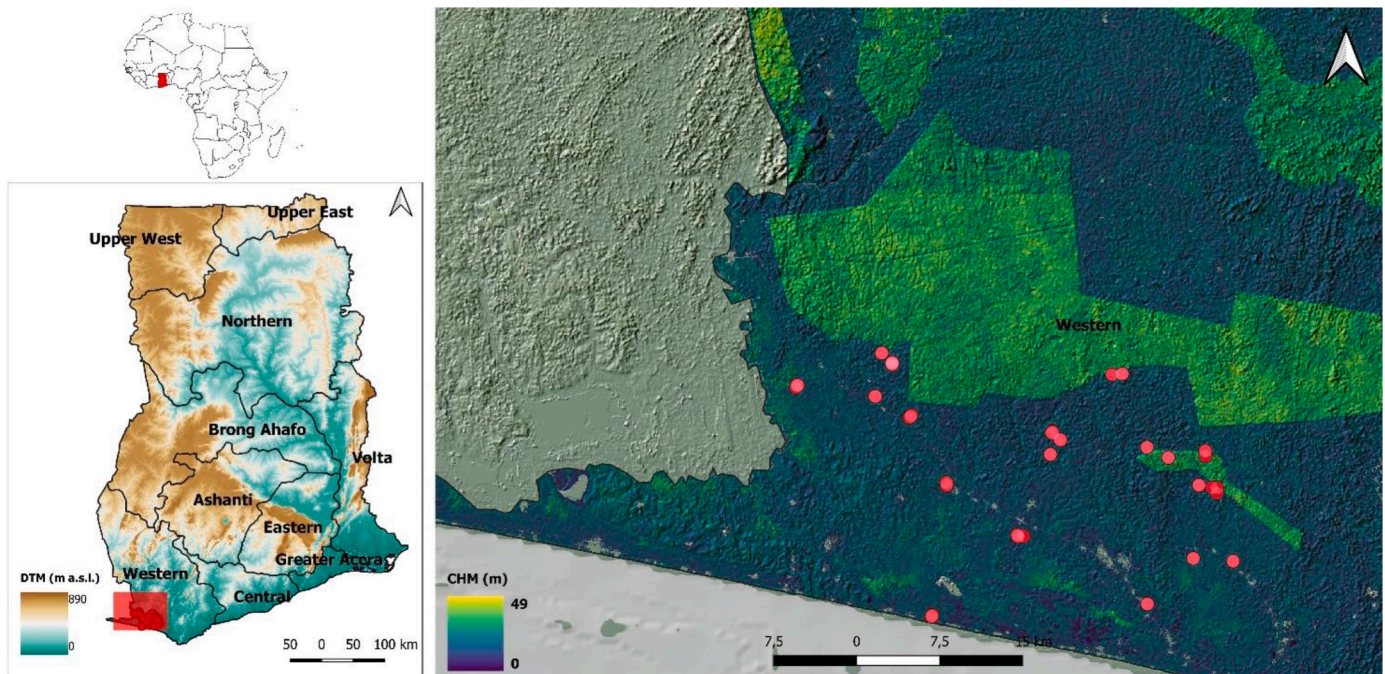 Upper East
Upper West
Northern
Brong Ahafo
Volta
Ashanti
Eastern
Greater Accra
Western
Central
DTM (m a.s.l.)
890
0
50 0 50 100 km
Western
CHM (m)
49
0
7,5 0 7,5 15 km